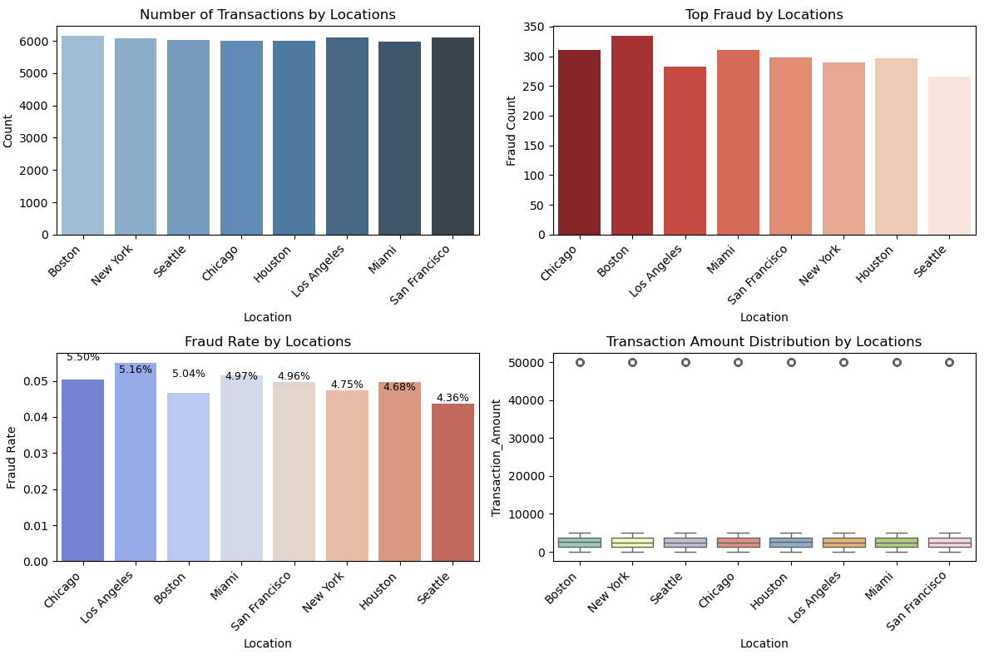 Number of Transactions by Locations
Count
6000
5000
4000
3000
2000
1000
0
Boston
New York
Seattle
Chicago
Houston
Los Angeles
Miami
San Francisco
Location
Top Fraud by Locations
Fraud Count
350
300
250
200
150
100
50
0
Chicago
Boston
Los Angeles
Miami
San Francisco
New York
Houston
Seattle
Location
Fraud Rate by Locations
Fraud Rate
0.05
0.04
0.03
0.02
0.01
0.00
5.50%
5.16%
5.04%
4.97%
4.96%
4.75%
4.68%
4.36%
Chicago
Los Angeles
Boston
Miami
San Francisco
New York
Houston
Seattle
Location
Transaction Amount Distribution by Locations
Transaction_Amount
50000
40000
30000
20000
10000
0
Boston
New York
Seattle
Chicago
Houston
Los Angeles
Miami
San Francisco
Location